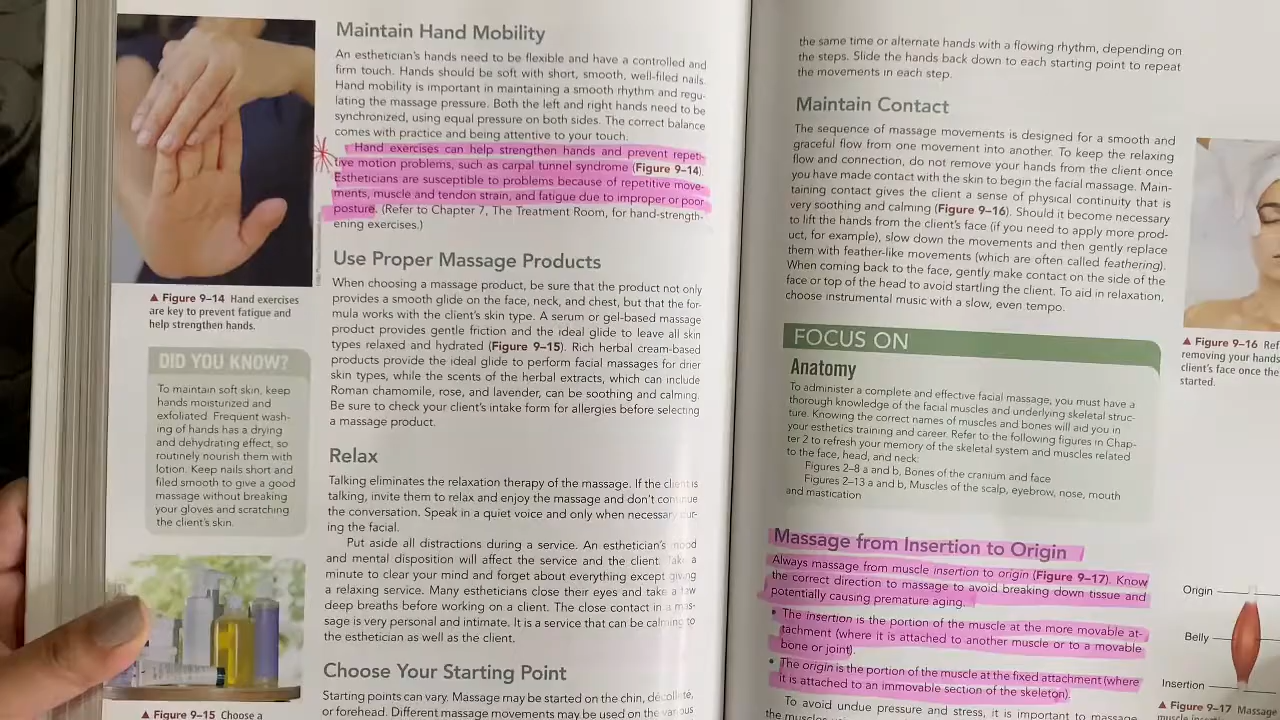 Maintain Hand Mobility
An esthetician's hands need to be flexible and have a controlled and
firm touch. Hands should be soft with short, smooth, well-filed nails.
Hand mobility is important in maintaining a smooth rhythm and regu-
lating the massage pressure. Both the left and right hands need to be
synchronized, using equal pressure on both sides. The correct balance
comes with practice and being attentive to your touch.
Hand exercises can help strengthen hands and prevent repeti-
tive motion problems, such as carpal tunnel syndrome (Figure 9–14).
Estheticians are susceptible to problems because of repetitive move-
ments, muscle and tendon strain, and fatigue due to improper or poor
posture. (Refer to Chapter 7, The Treatment Room, for hand-strength-
ening exercises.)
▲ Figure 9–14 Hand exercises
are key to prevent fatigue and
help strengthen hands.
DID YOU KNOW?
To maintain soft skin, keep
hands moisturized and
exfoliated. Frequent wash-
ing of hands has a drying
and dehydrating effect, so
routinely nourish them with
lotion. Keep nails short and
filed smooth to give a good
massage without breaking
your gloves and scratching
the client's skin.
▲ Figure 9–15 Choose a
Use Proper Massage Products
When choosing a massage product, be sure that the product not only
provides a smooth glide on the face, neck, and chest, but that the for-
mula works with the client's skin type. A serum or gel-based massage
product provides gentle friction and the ideal glide to leave all skin
types relaxed and hydrated (Figure 9–15). Rich herbal cream-based
products provide the ideal glide to perform facial massages for drier
skin types, while the scents of the herbal extracts, which can include
Roman chamomile, rose, and lavender, can be soothing and calming.
Be sure to check your client's intake form for allergies before selecting
a massage product.
Relax
Talking eliminates the relaxation therapy of the massage. If the client is
talking, invite them to relax and enjoy the massage and don't continue
the conversation. Speak in a quiet voice and only when necessary dur-
ing the facial.
Put aside all distractions during a service. An esthetician's mood
and mental disposition will affect the service and the client. Take a
minute to clear your mind and forget about everything except giving
a relaxing service. Many estheticians close their eyes and take a few
deep breaths before working on a client. The close contact in a mas-
sage is very personal and intimate. It is a service that can be calming to
the esthetician as well as the client.
Choose Your Starting Point
Starting points can vary. Massage may be started on the chin, décolleté,
or forehead. Different massage movements may be used on the various
the same time or alternate hands with a flowing rhythm, depending on
the steps. Slide the hands back down to each starting point to repeat
the movements in each step.
Maintain Contact
The sequence of massage movements is designed for a smooth and
graceful flow from one movement into another. To keep the relaxing
flow and connection, do not remove your hands from the client once
you have made contact with the skin to begin the facial massage. Main-
taining contact gives the client a sense of physical continuity that is
very soothing and calming (Figure 9–16). Should it become necessary
to lift the hands from the client's face (if you need to apply more prod-
uct, for example), slow down the movements and then gently replace
them with feather-like movements (which are often called feathering).
When coming back to the face, gently make contact on the side of the
face or top of the head to avoid startling the client. To aid in relaxation,
choose instrumental music with a slow, even tempo.
FOCUS ON
Anatomy
To administer a complete and effective facial massage, you must have a
thorough knowledge of the facial muscles and underlying skeletal struc-
ture. Knowing the correct names of muscles and bones will aid you in
your esthetics training and career. Refer to the following figures in Chap-
ter 2 to refresh your memory of the skeletal system and muscles related
to the face, head, and neck:
Figures 2–8 a and b, Bones of the cranium and face
Figures 2–13 a and b, Muscles of the scalp, eyebrow, nose, mouth
and mastication
Massage from Insertion to Origin
Always massage from muscle insertion to origin (Figure 9–17). Know
the correct direction to massage to avoid breaking down tissue and
potentially causing premature aging.
• The insertion is the portion of the muscle at the more movable at-
tachment (where it is attached to another muscle or to a movable
bone or joint).
• The origin is the portion of the muscle at the fixed attachment (where
it is attached to an immovable section of the skeleton).
To avoid undue pressure and stress, it is important to massage
the muscles
▲ Figure 9–16 Ref
removing your hands
client's face once the
started.
Origin
Belly
Insertion
▲ Figure 9–17 Massage